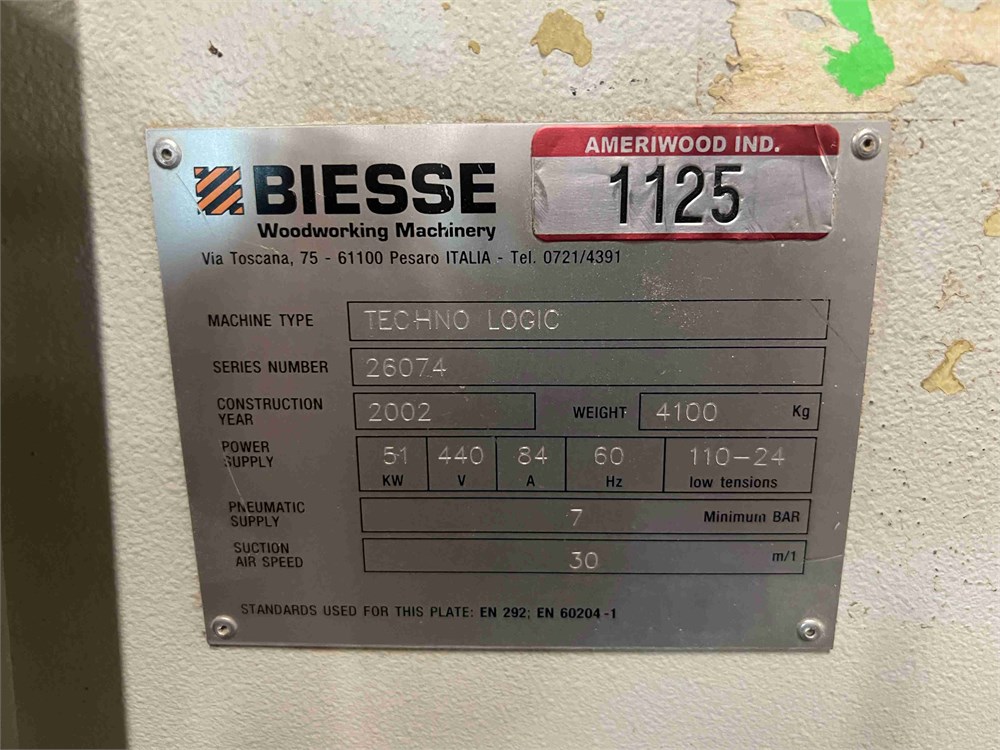 AMERIWOOD IND.
1125
BIESSE
Woodworking Machinery
Via Toscana, 75 - 61100 Pesaro ITALIA - Tel. 0721/4391
MACHINE TYPE TECHNO LOGIC
SERIES NUMBER 26074
CONSTRUCTION YEAR 2002 WEIGHT 4100 Kg
POWER SUPPLY 51 KW 440 V 84 A 60 Hz 110-24 low tensions
PNEUMATIC SUPPLY 7 Minimum BAR
SUCTION AIR SPEED 30 m/1
STANDARDS USED FOR THIS PLATE: EN 292; EN 60204-1